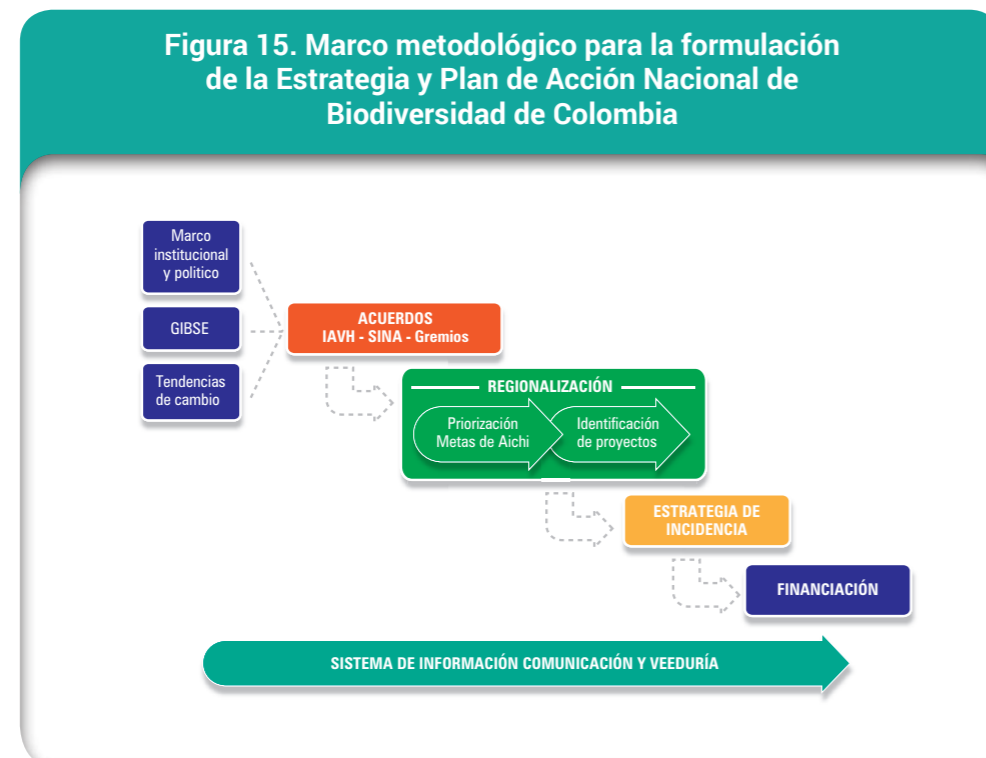 Figura 15. Marco metodológico para la formulación
de la Estrategia y Plan de Acción Nacional de
Biodiversidad de Colombia
Marco
institucional
y politico
GIBSE
Tendencias
de cambio
ACUERDOS
IAVH - SINA - Gremios
REGIONALIZACIÓN
Priorización
Metas de Aichi
Identificación
de proyectos
ESTRATEGIA DE
INCIDENCIA
FINANCIACIÓN
SISTEMA DE INFORMACIÓN COMUNICACIÓN Y VEEDURÍA